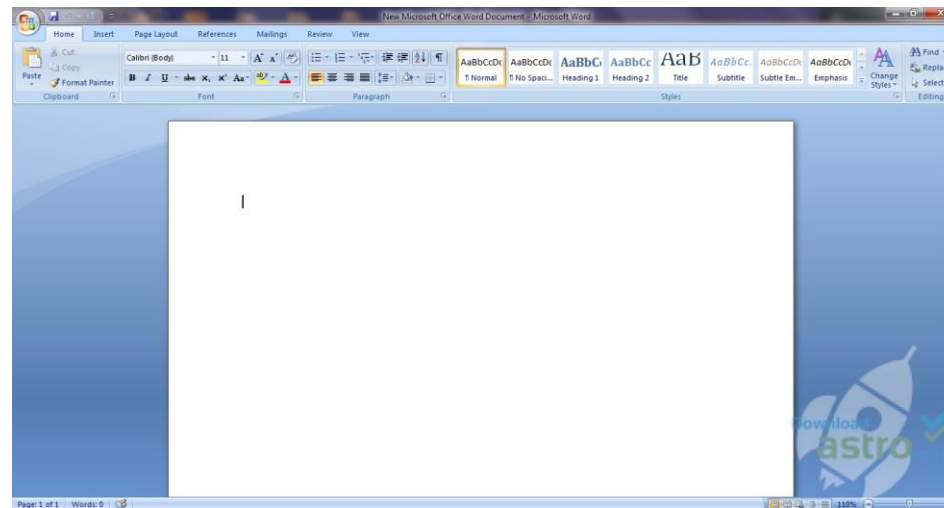 New Microsoft Office Word Document - Microsoft Word
Home Insert Page Layout References Mailings Review View
Paste
Cut
Copy
Format Painter
Clipboard
Calibri (Body) 11
Font
Paragraph
AaBbCcDc AaBbCcDc AaBbC AaBbCc AaB AaBbCc. AaBbCcDc AaBbCcDc
¶ Normal ¶ No Spaci... Heading 1 Heading 2 Title Subtitle Subtle Em... Emphasis
Change Styles
Styles
Find
Repla
Select
Editing
Download
astro
Page: 1 of 1 Words: 0 110%